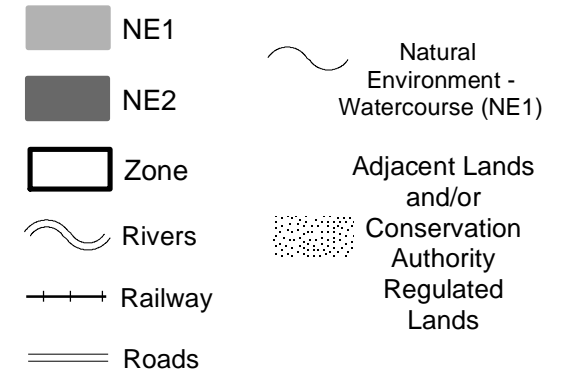 NE1
NE2
Zone
Rivers
Railway
Roads
Natural
Environment -
Watercourse (NE1)
Adjacent Lands
and/or
Conservation
Authority
Regulated
Lands